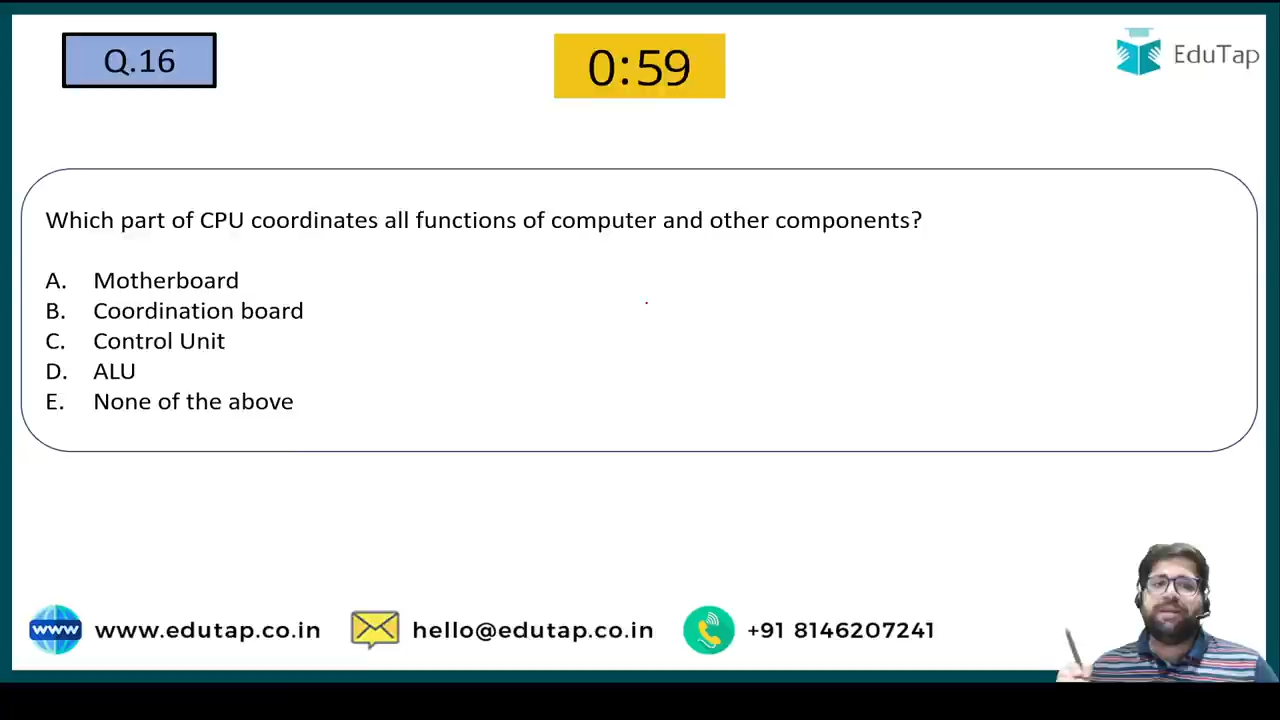 Q.16
0:59
EduTap
Which part of CPU coordinates all functions of computer and other components?
A. Motherboard
B. Coordination board
C. Control Unit
D. ALU
E. None of the above
www
www.edutap.co.in
hello@edutap.co.in
+91 8146207241